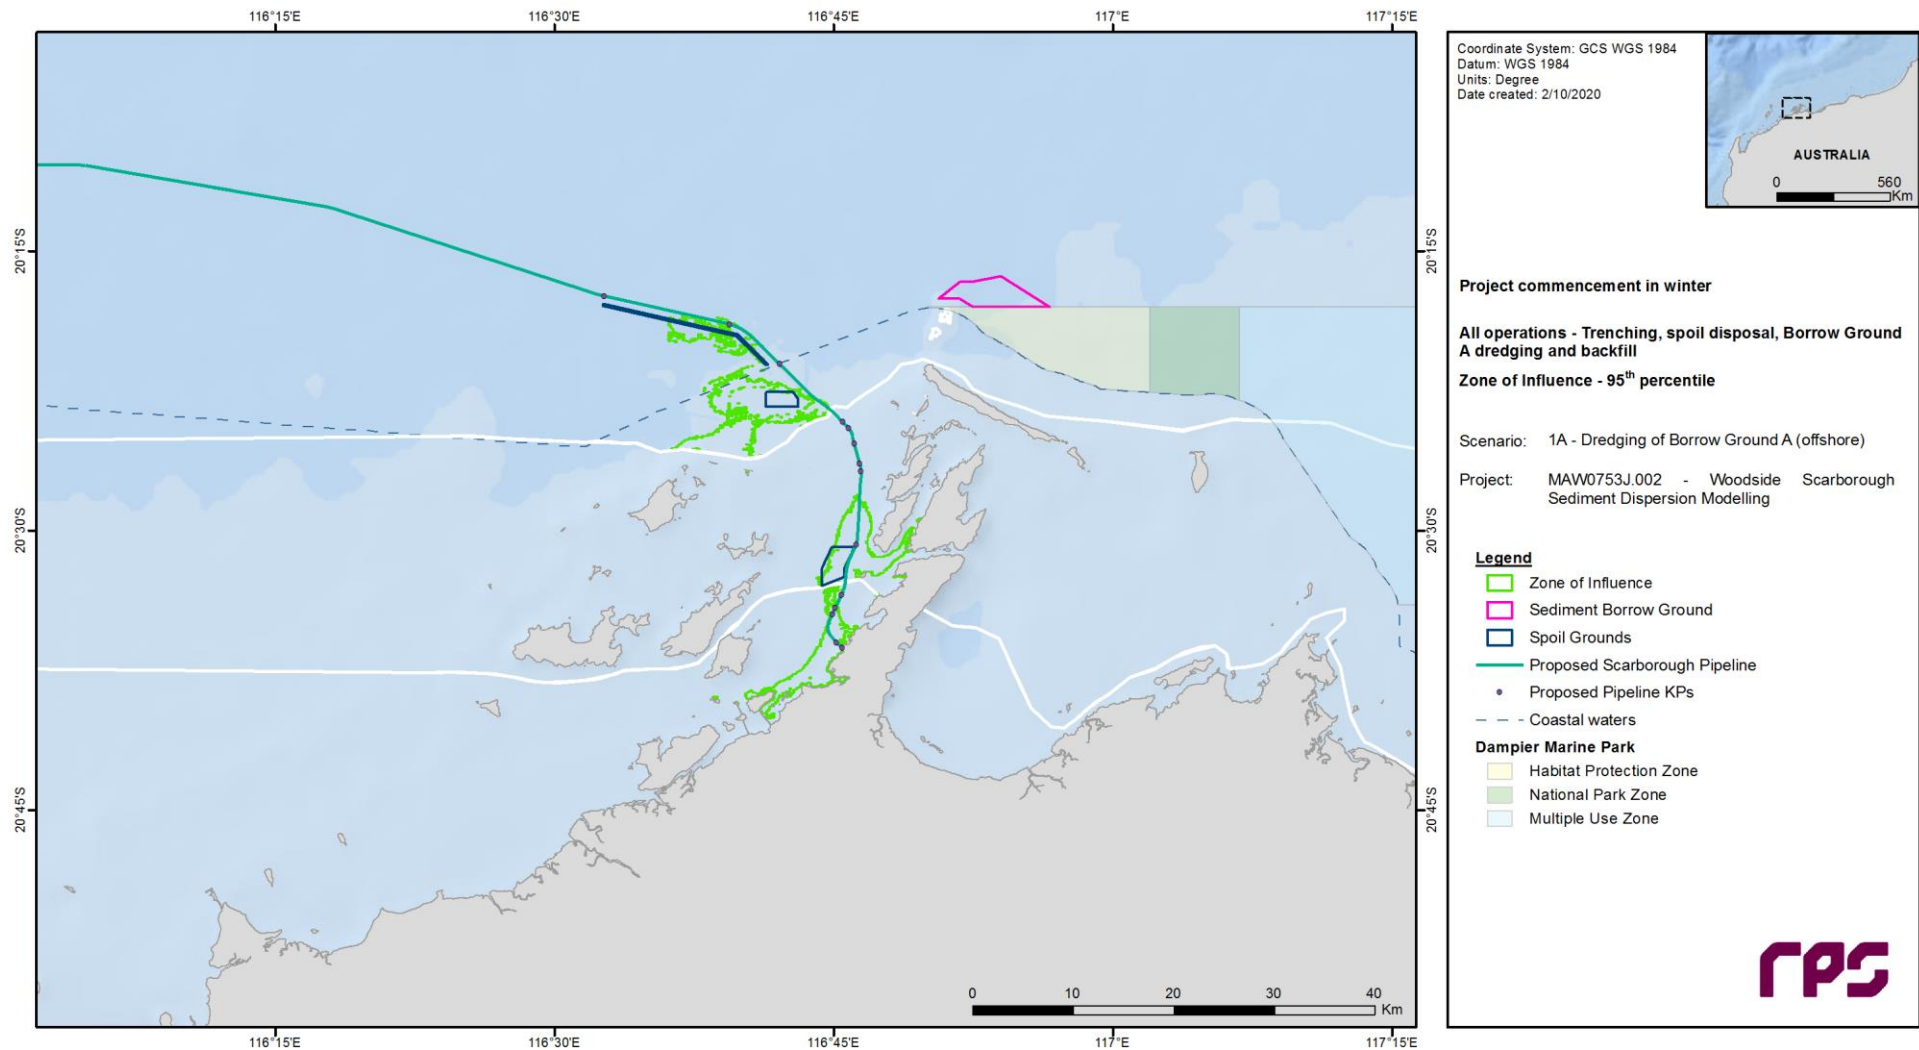 116°15'E
116°30'E
116°45'E
117°E
117°15'E
20°15'S
20°15'S
20°30'S
20°30'S
20°45'S
20°45'S
0 10 20 30 40
Km
116°15'E
116°30'E
116°45'E
117°E
117°15'E
Coordinate System: GCS WGS 1984
Datum: WGS 1984
Units: Degree
Date created: 2/10/2020
AUSTRALIA
0 560
Km
Project commencement in winter
All operations - Trenching, spoil disposal, Borrow Ground
A dredging and backfill
Zone of Influence - 95th percentile
Scenario: 1A - Dredging of Borrow Ground A (offshore)
Project: MAW0753J.002 - Woodside Scarborough
Sediment Dispersion Modelling
Legend
Zone of Influence
Sediment Borrow Ground
Spoil Grounds
Proposed Scarborough Pipeline
Proposed Pipeline KPs
Coastal waters
Dampier Marine Park
Habitat Protection Zone
National Park Zone
Multiple Use Zone
rps